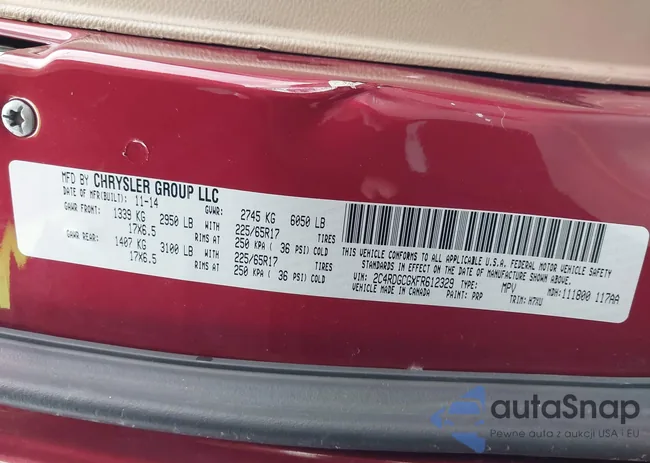 MFD BY CHRYSLER GROUP LLC
DATE OF MFR(BUILT): 11-14 GVWR: 2745 KG 6050 LB
GAWR FRONT: 1339 KG 2950 LB WITH 225/65R17 TIRES
17X6.5 RIMS AT 250 KPA ( 36 PSI) COLD
GAWR REAR: 1407 KG 3100 LB WITH 225/65R17 TIRES
17X6.5 RIMS AT 250 KPA ( 36 PSI) COLD
THIS VEHICLE CONFORMS TO ALL APPLICABLE U.S.A. FEDERAL MOTOR VEHICLE SAFETY
STANDARDS IN EFFECT ON THE DATE OF MANUFACTURE SHOWN ABOVE.
VIN: 2C4RDGCGXFR612329 MPV MDH: 111800 117AA
VEHICLE MADE IN CANADA PAINT: PRP TRIM: H7XU
autaSnap
Pewne auta z aukcji USA i EU